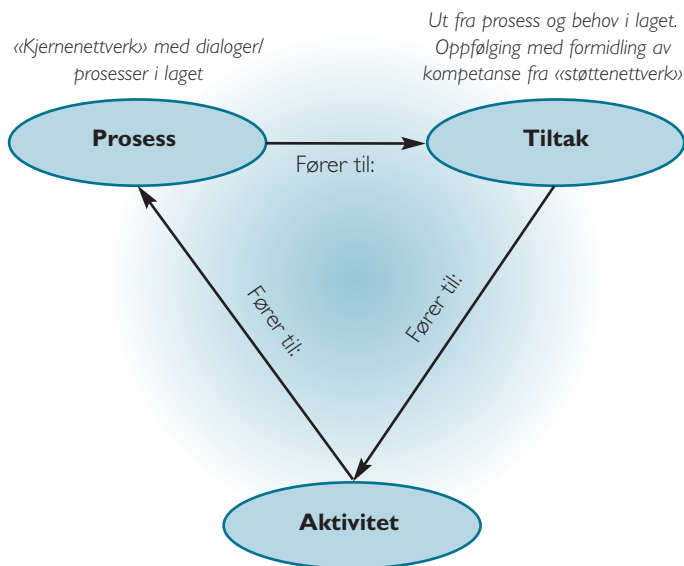 «Kjernenettverk» med dialoger/
prosesser i laget
Ut fra prosess og behov i laget.
Oppfølging med formidling av
kompetanse fra «støttenettverk»
Prosess
Fører til:
Tiltak
Fører til:
Fører til:
Aktivitet